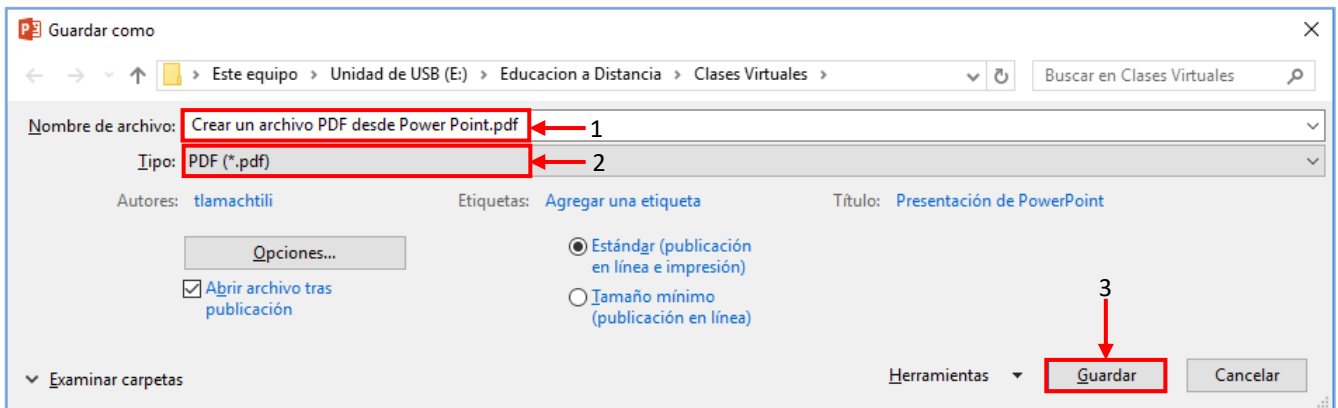 Guardar como
Este equipo > Unidad de USB (E:) > Educacion a Distancia > Clases Virtuales >
Buscar en Clases Virtuales
Nombre de archivo: Crear un archivo PDF desde Power Point.pdf 1
Tipo: PDF (*.pdf) 2
Autores: tlamachtili Etiquetas: Agregar una etiqueta Título: Presentación de PowerPoint
Opciones...
Abrir archivo tras
publicación
Estándar (publicación
en línea e impresión)
Tamaño mínimo
(publicación en línea)
3
Examinar carpetas
Herramientas Guardar Cancelar